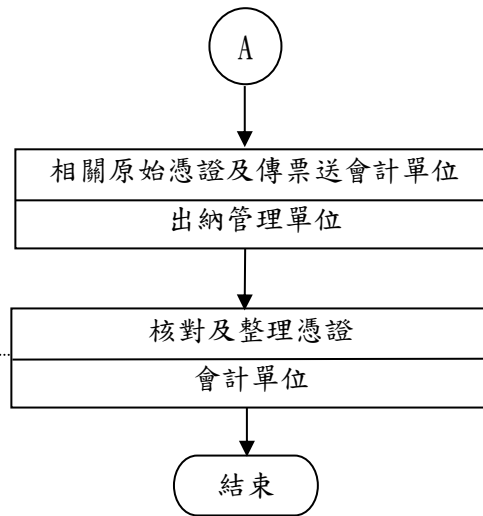 A
相關原始憑證及傳票送會計單位
出納管理單位
核對及整理憑證
會計單位
結束